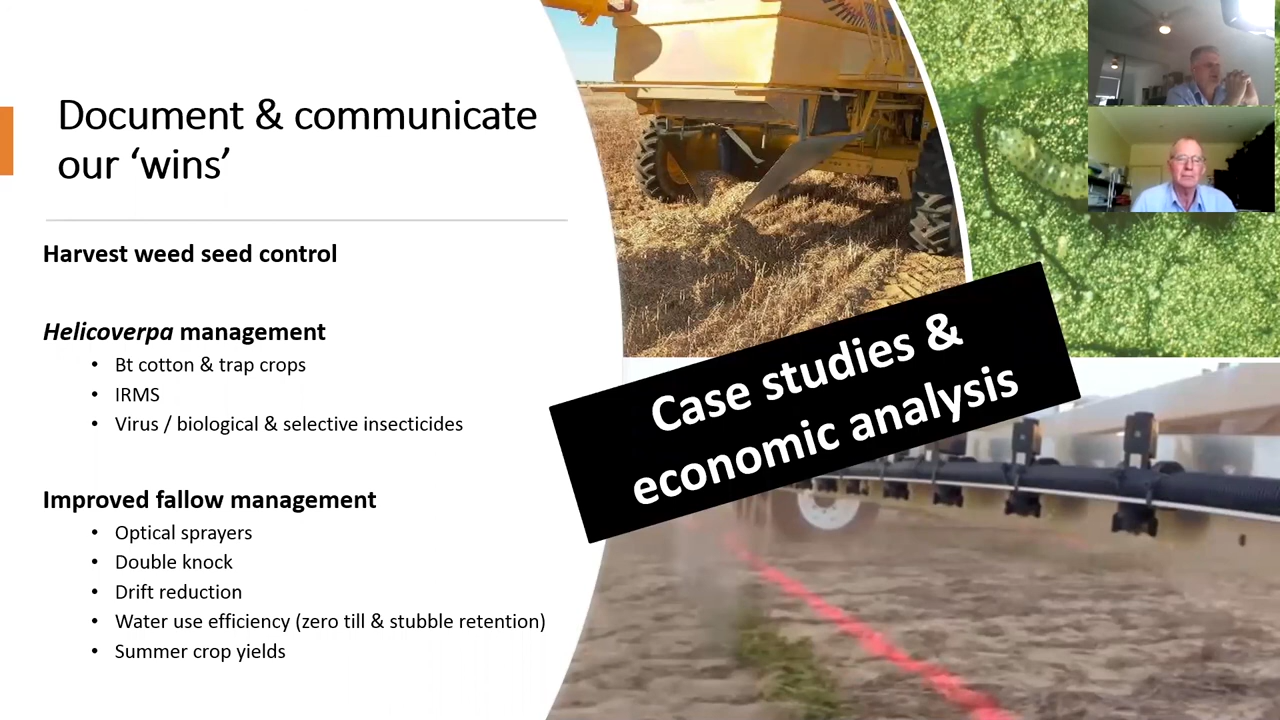 Document & communicate
our ‘wins’
Harvest weed seed control
Helicoverpa management
• Bt cotton & trap crops
• IRMS
• Virus / biological & selective insecticides
Improved fallow management
• Optical sprayers
• Double knock
• Drift reduction
• Water use efficiency (zero till & stubble retention)
• Summer crop yields
Case studies &
economic analysis